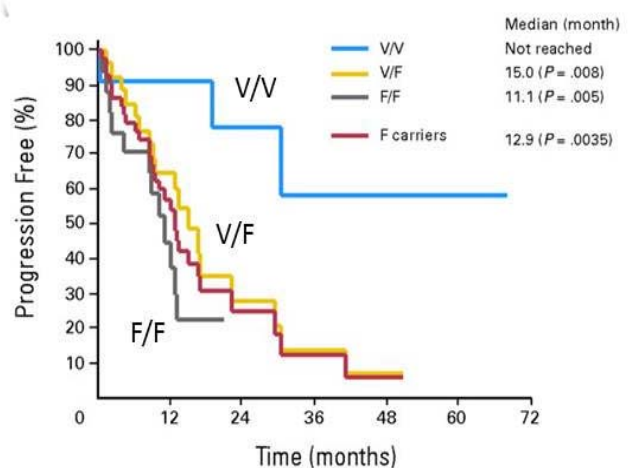 Median (month)
V/V Not reached
V/F 15.0 (P = .008)
F/F 11.1 (P = .005)
F carriers 12.9 (P = .0035)
Progression Free (%)
100
90
80
70
60
50
40
30
20
10
V/V
V/F
F/F
0 12 24 36 48 60 72
Time (months)